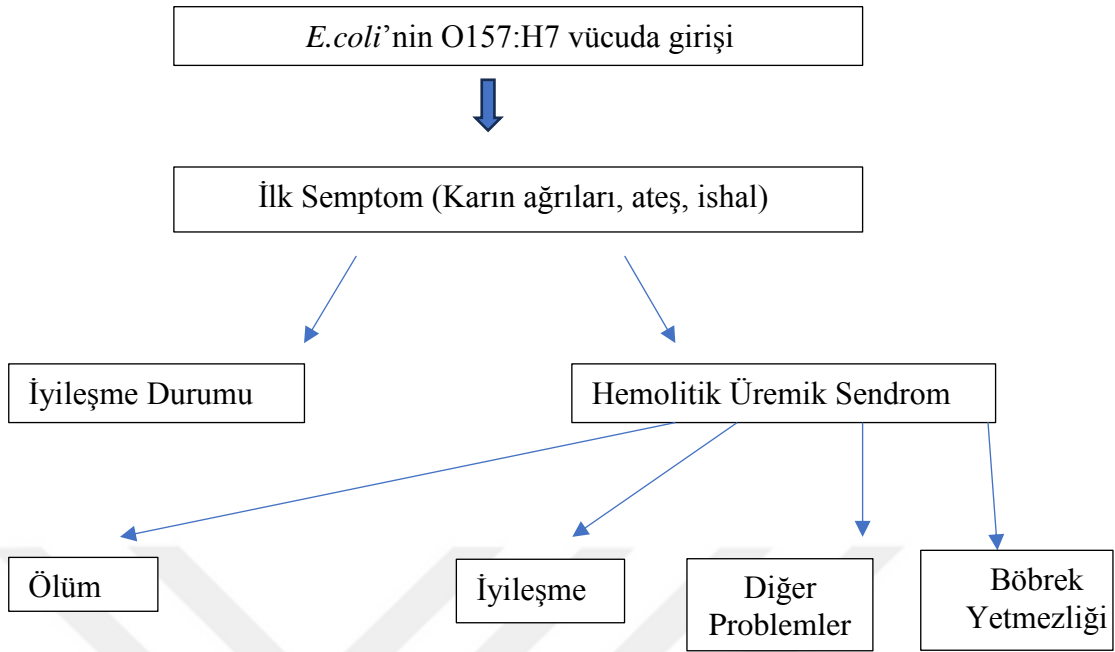 E.coli’nin O157:H7 vücuda girişi
İlk Semptom (Karın ağrıları, ateş, ishal)
İyileşme Durumu
Hemolitik Üremik Sendrom
Ölüm
İyileşme
Diğer
Problemler
Böbrek
Yetmezliği